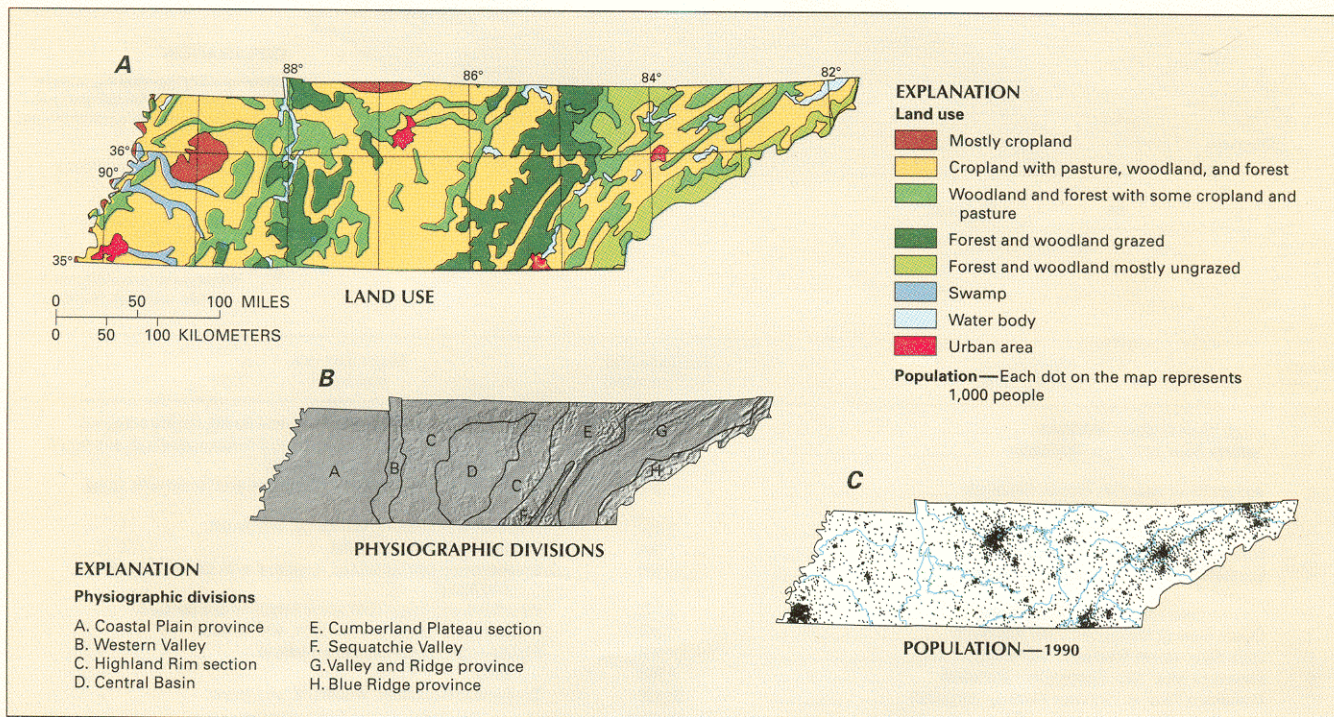 A
88°
86°
84°
82°
36°
90°
35°
0 50 100 MILES
0 50 100 KILOMETERS
LAND USE
EXPLANATION
Land use
Mostly cropland
Cropland with pasture, woodland, and forest
Woodland and forest with some cropland and
pasture
Forest and woodland grazed
Forest and woodland mostly ungrazed
Swamp
Water body
Urban area
Population—Each dot on the map represents
1,000 people
B
A
B
C
D
C
E
F
G
H
PHYSIOGRAPHIC DIVISIONS
EXPLANATION
Physiographic divisions
A. Coastal Plain province
B. Western Valley
C. Highland Rim section
D. Central Basin
E. Cumberland Plateau section
F. Sequatchie Valley
G. Valley and Ridge province
H. Blue Ridge province
C
POPULATION—1990